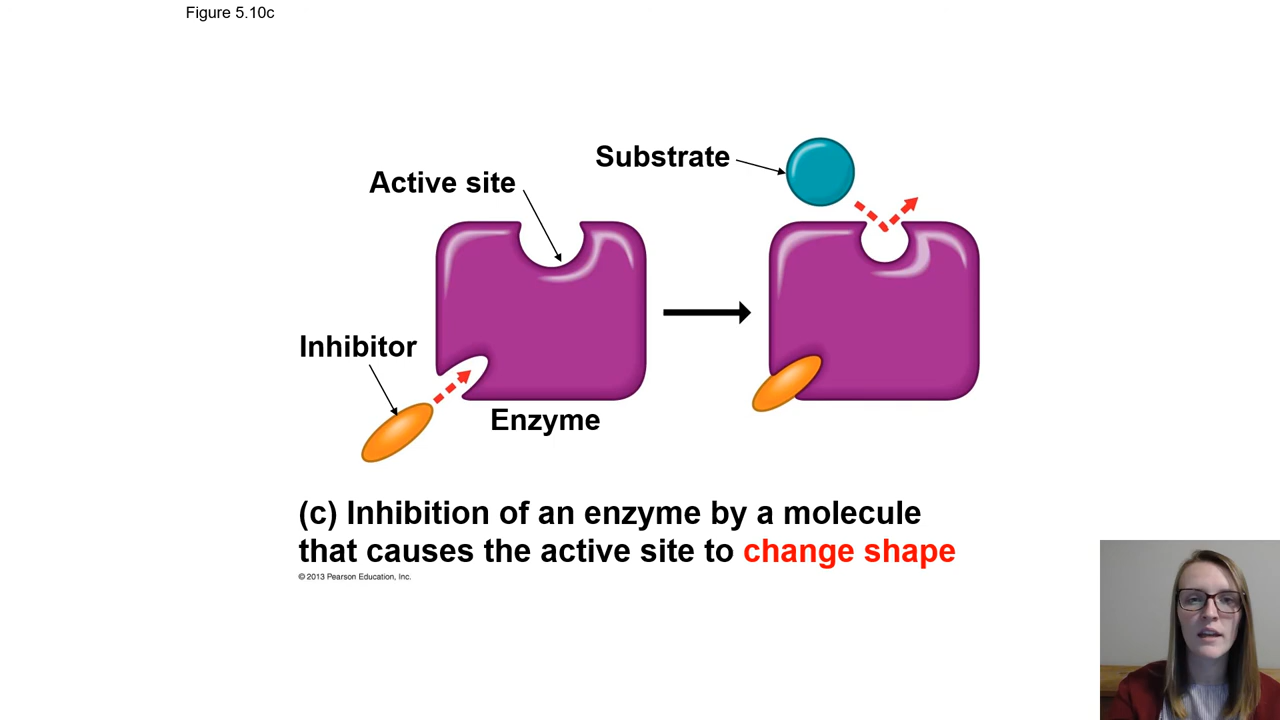 Figure 5.10c
Substrate
Active site
Inhibitor
Enzyme
(c) Inhibition of an enzyme by a molecule
that causes the active site to change shape
© 2013 Pearson Education, Inc.